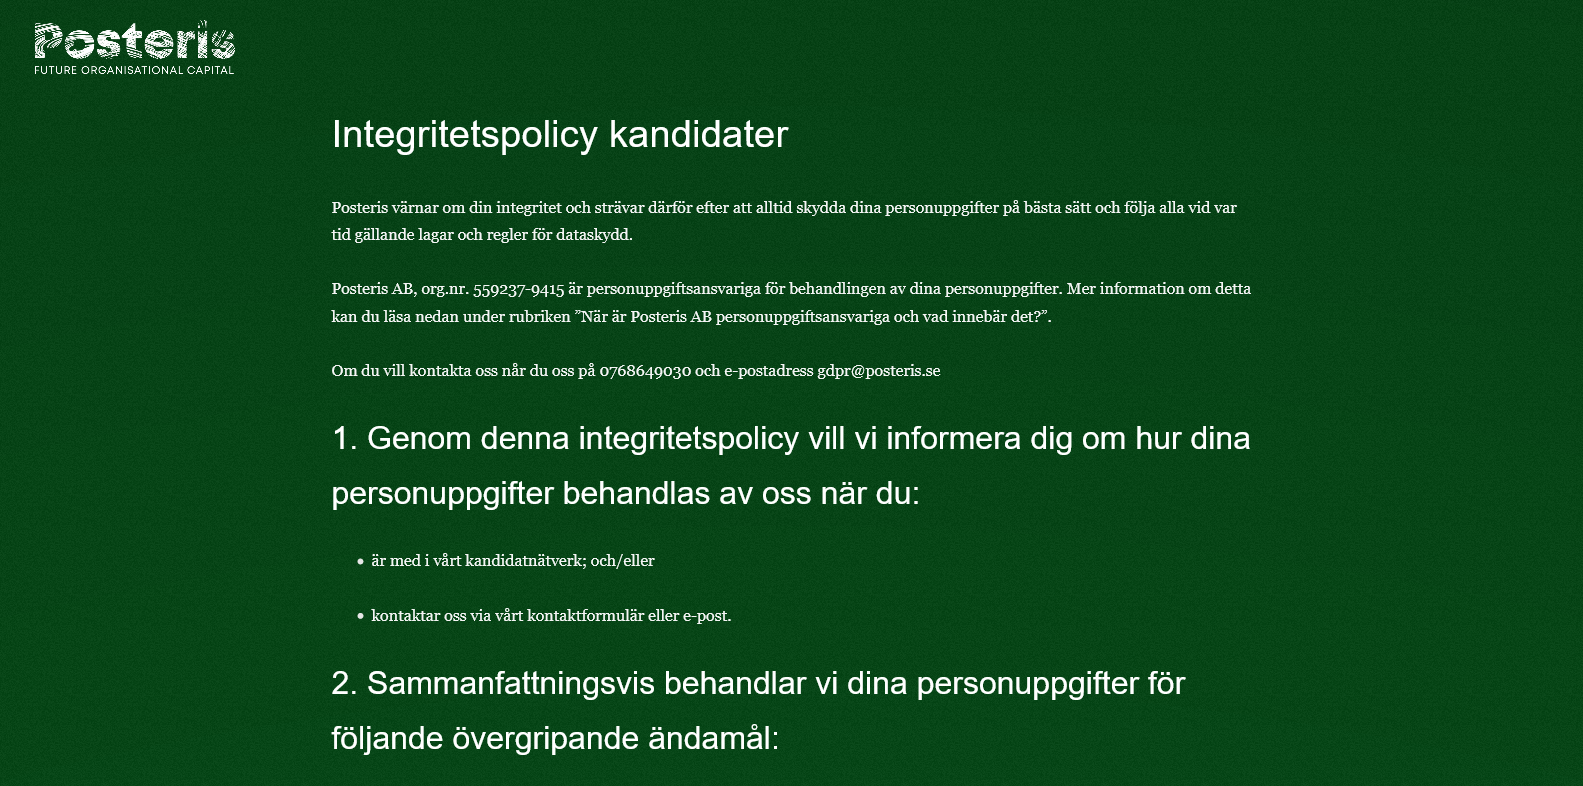 Posteris
FUTURE ORGANISATIONAL CAPITAL
Integritetspolicy kandidater
Posteris värnar om din integritet och strävar därför efter att alltid skydda dina personuppgifter på bästa sätt och följa alla vid var
tid gällande lagar och regler för dataskydd.
Posteris AB, org.nr. 559237-9415 är personuppgiftsansvariga för behandlingen av dina personuppgifter. Mer information om detta
kan du läsa nedan under rubriken ”När är Posteris AB personuppgiftsansvariga och vad innebär det?”.
Om du vill kontakta oss når du oss på 0768649030 och e-postadress gdpr@posteris.se
1. Genom denna integritetspolicy vill vi informera dig om hur dina
personuppgifter behandlas av oss när du:
• är med i vårt kandidatnätverk; och/eller
• kontaktar oss via vårt kontaktformulär eller e-post.
2. Sammanfattningsvis behandlar vi dina personuppgifter för
följande övergripande ändamål: